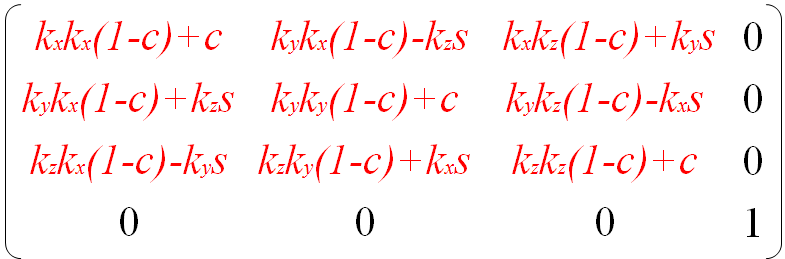 kxkx(1-c)+c kykx(1-c)-kzs kxkz(1-c)+kys 0
kykx(1-c)+kzs kyky(1-c)+c kykz(1-c)-kxs 0
kzkx(1-c)-kys kzky(1-c)+kxs kzkz(1-c)+c 0
0 0 0 1